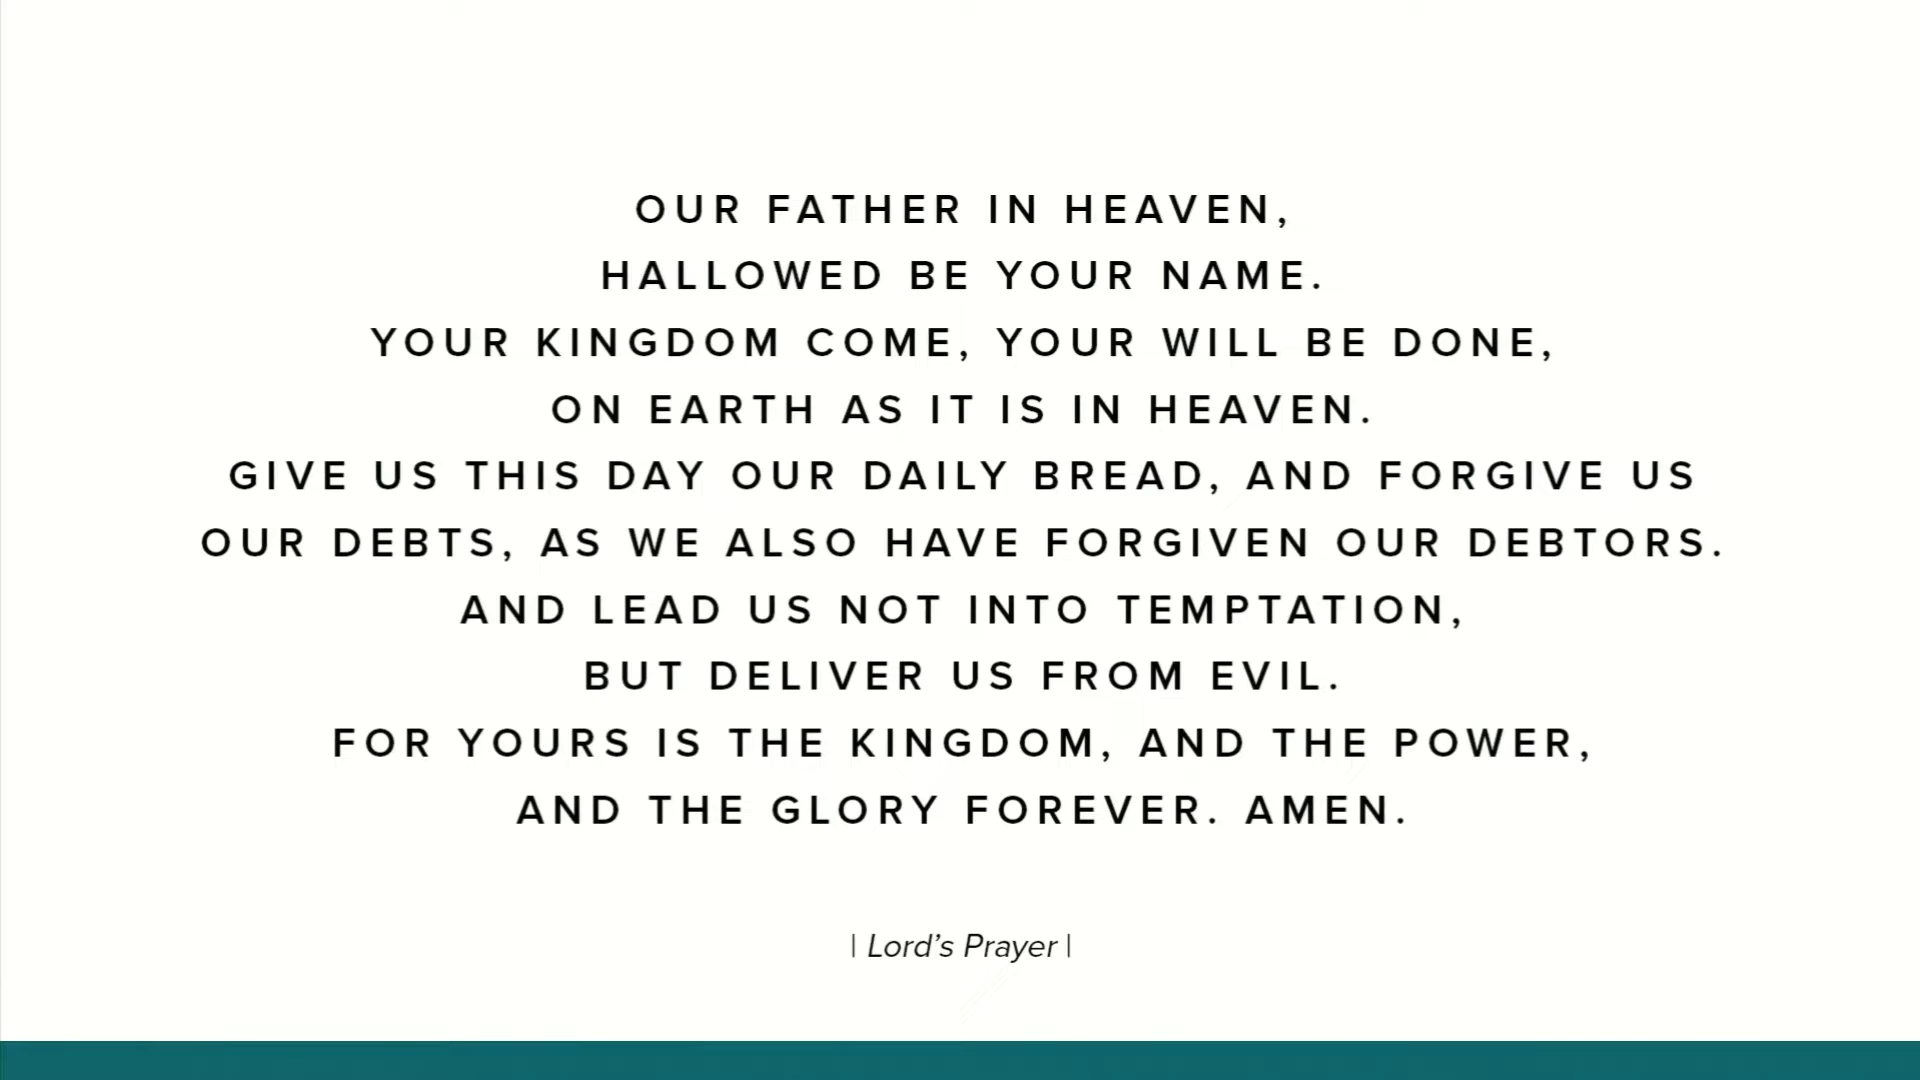 OUR FATHER IN HEAVEN,
HALLOWED BE YOUR NAME.
YOUR KINGDOM COME, YOUR WILL BE DONE,
ON EARTH AS IT IS IN HEAVEN.
GIVE US THIS DAY OUR DAILY BREAD, AND FORGIVE US
OUR DEBTS, AS WE ALSO HAVE FORGIVEN OUR DEBTORS.
AND LEAD US NOT INTO TEMPTATION,
BUT DELIVER US FROM EVIL.
FOR YOURS IS THE KINGDOM, AND THE POWER,
AND THE GLORY FOREVER. AMEN.
| Lord’s Prayer |